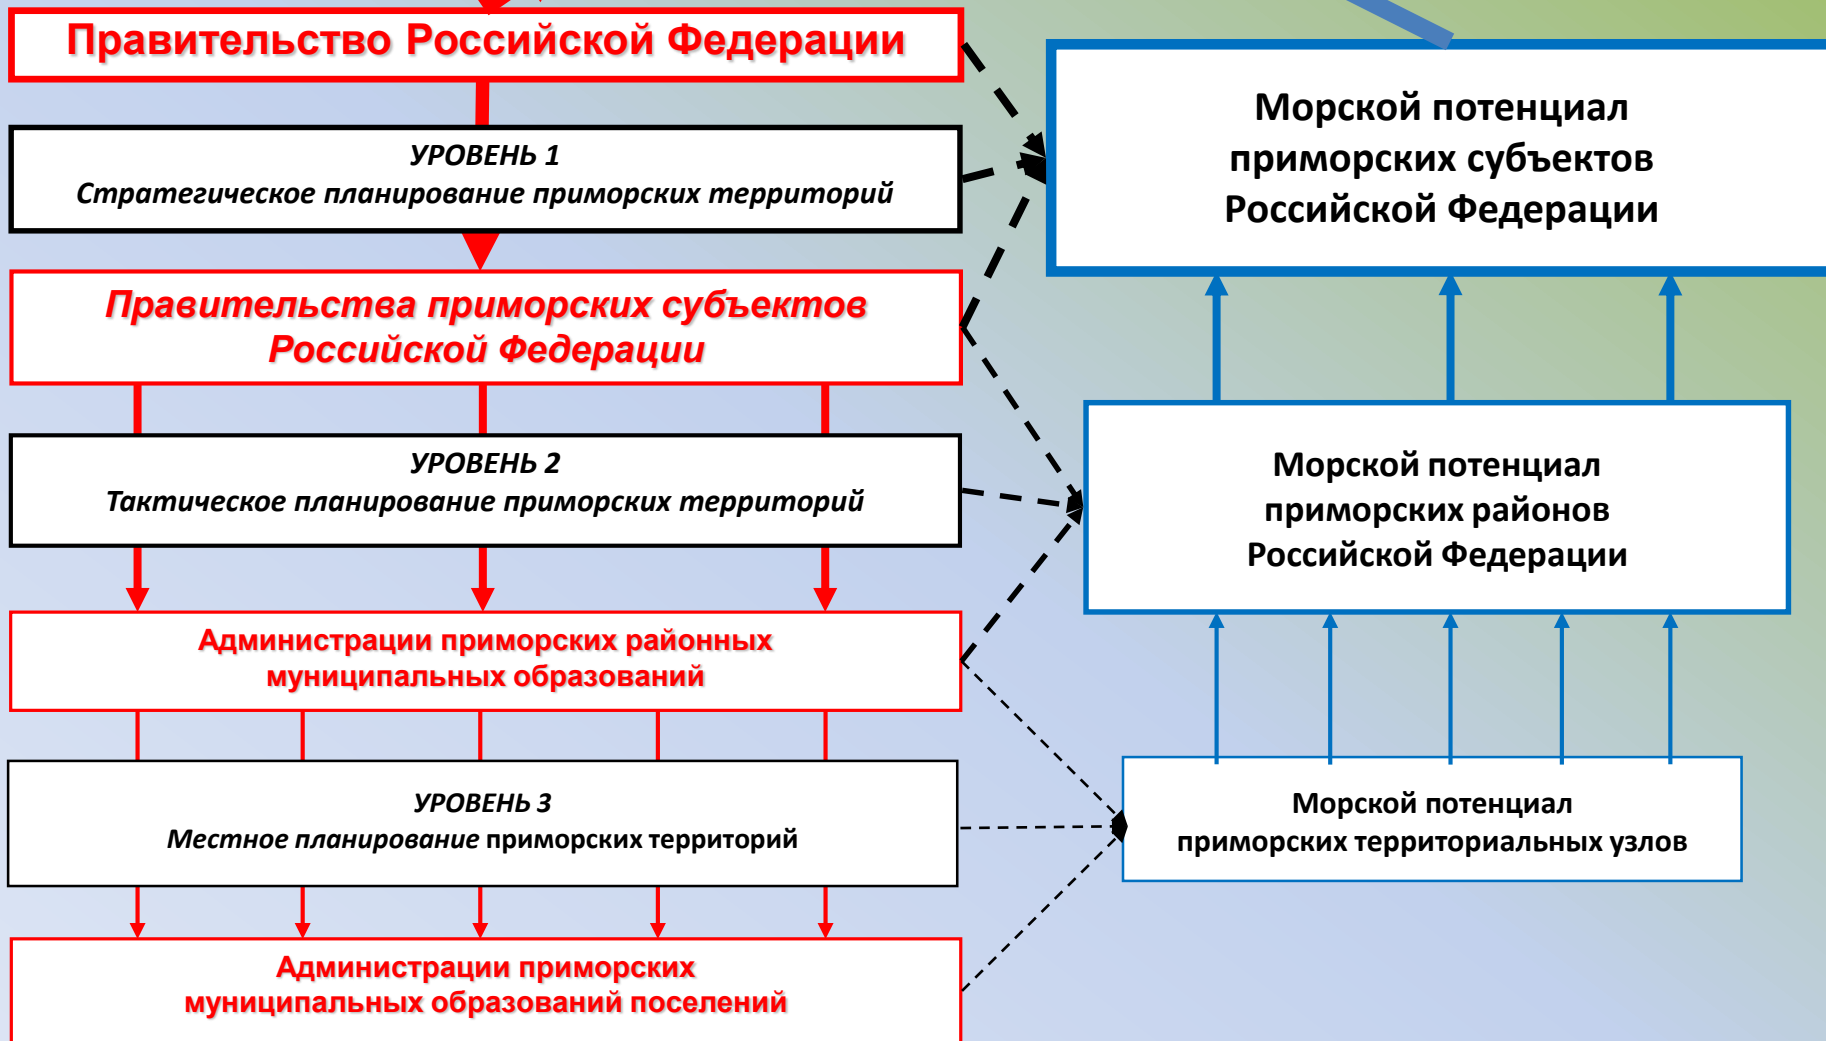 Правительство Российской Федерации
УРОВЕНЬ 1
Стратегическое планирование приморских территорий
Правительства приморских субъектов
Российской Федерации
УРОВЕНЬ 2
Тактическое планирование приморских территорий
Администрации приморских районных
муниципальных образований
УРОВЕНЬ 3
Местное планирование приморских территорий
Администрации приморских
муниципальных образований поселений
Морской потенциал
приморских субъектов
Российской Федерации
Морской потенциал
приморских районов
Российской Федерации
Морской потенциал
приморских территориальных узлов